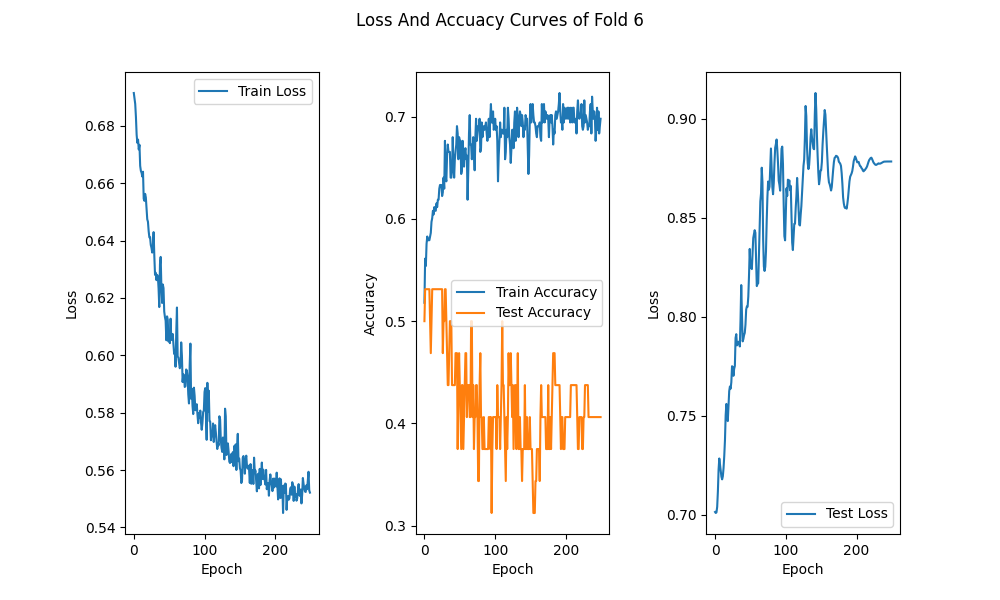 Loss And Accuacy Curves of Fold 6
Loss
0.68
0.66
0.64
0.62
0.60
0.58
0.56
0.54
0
100
200
Epoch
Train Loss
Accuracy
0.7
0.6
0.5
0.4
0.3
0
100
200
Epoch
Train Accuracy
Test Accuracy
Loss
0.90
0.85
0.80
0.75
0.70
0
100
200
Epoch
Test Loss